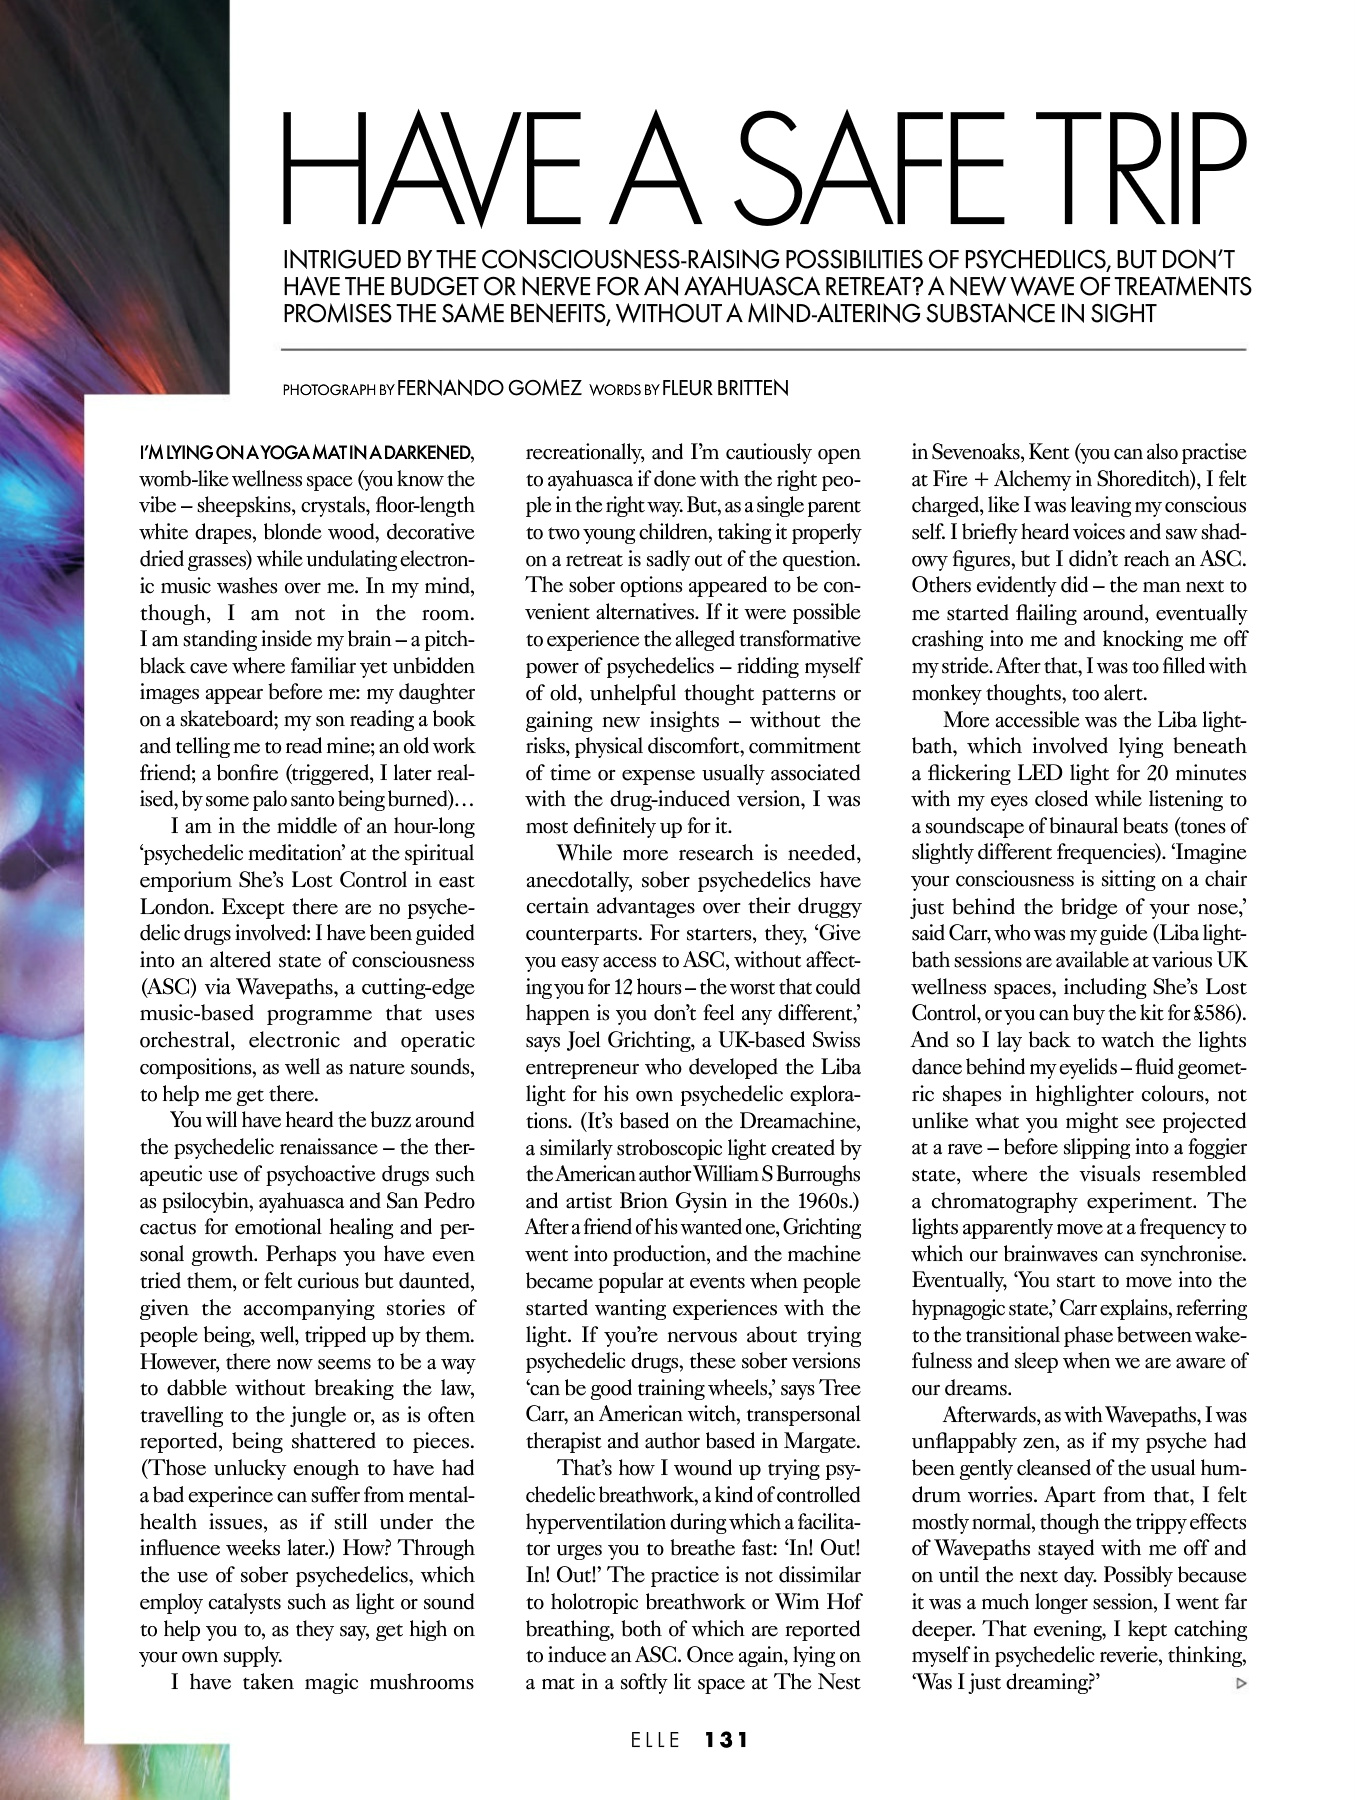 HAVE A SAFE TRIP
INTRIGUED BY THE CONSCIOUSNESS-RAISING POSSIBILITIES OF PSYCHEDLICS, BUT DON'T
HAVE THE BUDGET OR NERVE FOR AN AYAHUASCA RETREAT? A NEW WAVE OF TREATMENTS
PROMISES THE SAME BENEFITS, WITHOUT A MIND-ALTERING SUBSTANCE IN SIGHT
PHOTOGRAPH BY FERNANDO GOMEZ WORDS BY FLEUR BRITTEN
I'M LYING ON A YOGA MAT IN A DARKENED,
womb-like wellness space (you know the
vibe – sheepskins, crystals, floor-length
white drapes, blonde wood, decorative
dried grasses) while undulating electron-
ic music washes over me. In my mind,
though, I am not in the room.
I am standing inside my brain – a pitch-
black cave where familiar yet unbidden
images appear before me: my daughter
on a skateboard; my son reading a book
and telling me to read mine; an old work
friend; a bonfire (triggered, I later real-
ised, by some palo santo being burned)…
I am in the middle of an hour-long
‘psychedelic meditation’ at the spiritual
emporium She’s Lost Control in east
London. Except there are no psyche-
delic drugs involved: I have been guided
into an altered state of consciousness
(ASC) via Wavepaths, a cutting-edge
music-based programme that uses
orchestral, electronic and operatic
compositions, as well as nature sounds,
to help me get there.
You will have heard the buzz around
the psychedelic renaissance – the ther-
apeutic use of psychoactive drugs such
as psilocybin, ayahuasca and San Pedro
cactus for emotional healing and per-
sonal growth. Perhaps you have even
tried them, or felt curious but daunted,
given the accompanying stories of
people being, well, tripped up by them.
However, there now seems to be a way
to dabble without breaking the law,
travelling to the jungle or, as is often
reported, being shattered to pieces.
(Those unlucky enough to have had
a bad experince can suffer from mental-
health issues, as if still under the
influence weeks later.) How? Through
the use of sober psychedelics, which
employ catalysts such as light or sound
to help you to, as they say, get high on
your own supply.
I have taken magic mushrooms
recreationally, and I’m cautiously open
to ayahuasca if done with the right peo-
ple in the right way. But, as a single parent
to two young children, taking it properly
on a retreat is sadly out of the question.
The sober options appeared to be con-
venient alternatives. If it were possible
to experience the alleged transformative
power of psychedelics – ridding myself
of old, unhelpful thought patterns or
gaining new insights – without the
risks, physical discomfort, commitment
of time or expense usually associated
with the drug-induced version, I was
most definitely up for it.
While more research is needed,
anecdotally, sober psychedelics have
certain advantages over their druggy
counterparts. For starters, they, ‘Give
you easy access to ASC, without affect-
ing you for 12 hours – the worst that could
happen is you don’t feel any different,’
says Joel Grichting, a UK-based Swiss
entrepreneur who developed the Liba
light for his own psychedelic explora-
tions. (It’s based on the Dreamachine,
a similarly stroboscopic light created by
the American author William S Burroughs
and artist Brion Gysin in the 1960s.)
After a friend of his wanted one, Grichting
went into production, and the machine
became popular at events when people
started wanting experiences with the
light. If you’re nervous about trying
psychedelic drugs, these sober versions
‘can be good training wheels,’ says Tree
Carr, an American witch, transpersonal
therapist and author based in Margate.
That’s how I wound up trying psy-
chedelic breathwork, a kind of controlled
hyperventilation during which a facilita-
tor urges you to breathe fast: ‘In! Out!
In! Out!’ The practice is not dissimilar
to holotropic breathwork or Wim Hof
breathing, both of which are reported
to induce an ASC. Once again, lying on
a mat in a softly lit space at The Nest
in Sevenoaks, Kent (you can also practise
at Fire + Alchemy in Shoreditch), I felt
charged, like I was leaving my conscious
self. I briefly heard voices and saw shad-
owy figures, but I didn’t reach an ASC.
Others evidently did – the man next to
me started flailing around, eventually
crashing into me and knocking me off
my stride. After that, I was too filled with
monkey thoughts, too alert.
More accessible was the Liba light-
bath, which involved lying beneath
a flickering LED light for 20 minutes
with my eyes closed while listening to
a soundscape of binaural beats (tones of
slightly different frequencies). ‘Imagine
your consciousness is sitting on a chair
just behind the bridge of your nose,’
said Carr, who was my guide (Liba light-
bath sessions are available at various UK
wellness spaces, including She’s Lost
Control, or you can buy the kit for £586).
And so I lay back to watch the lights
dance behind my eyelids – fluid geomet-
ric shapes in highlighter colours, not
unlike what you might see projected
at a rave – before slipping into a foggier
state, where the visuals resembled
a chromatography experiment. The
lights apparently move at a frequency to
which our brainwaves can synchronise.
Eventually, ‘You start to move into the
hypnagogic state,’ Carr explains, referring
to the transitional phase between wake-
fulness and sleep when we are aware of
our dreams.
Afterwards, as with Wavepaths, I was
unflappably zen, as if my psyche had
been gently cleansed of the usual hum-
drum worries. Apart from that, I felt
mostly normal, though the trippy effects
of Wavepaths stayed with me off and
on until the next day. Possibly because
it was a much longer session, I went far
deeper. That evening, I kept catching
myself in psychedelic reverie, thinking,
‘Was I just dreaming?’
ELLE 131